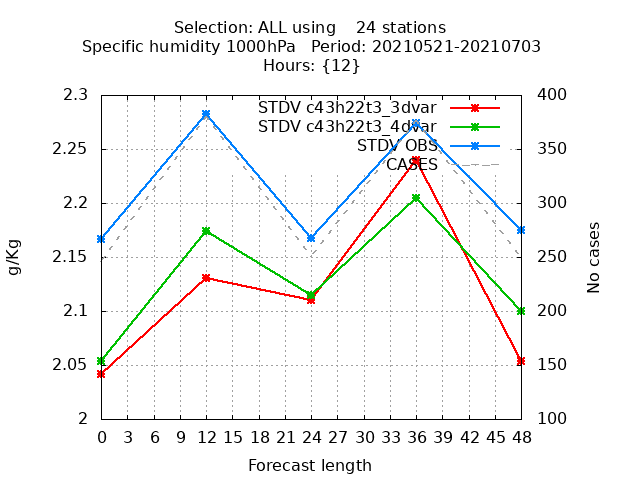 Selection: ALL using    24 stations
Specific humidity 1000hPa   Period: 20210521-20210703
Hours: {12}
2.3
2.25
2.2
2.15
2.1
2.05
2
g/Kg
400
350
300
250
200
150
100
No cases
STDV c43h22t3_3dvar
STDV c43h22t3_4dvar
STDV OBS
CASES
0 3 6 9 12 15 18 21 24 27 30 33 36 39 42 45 48
Forecast length